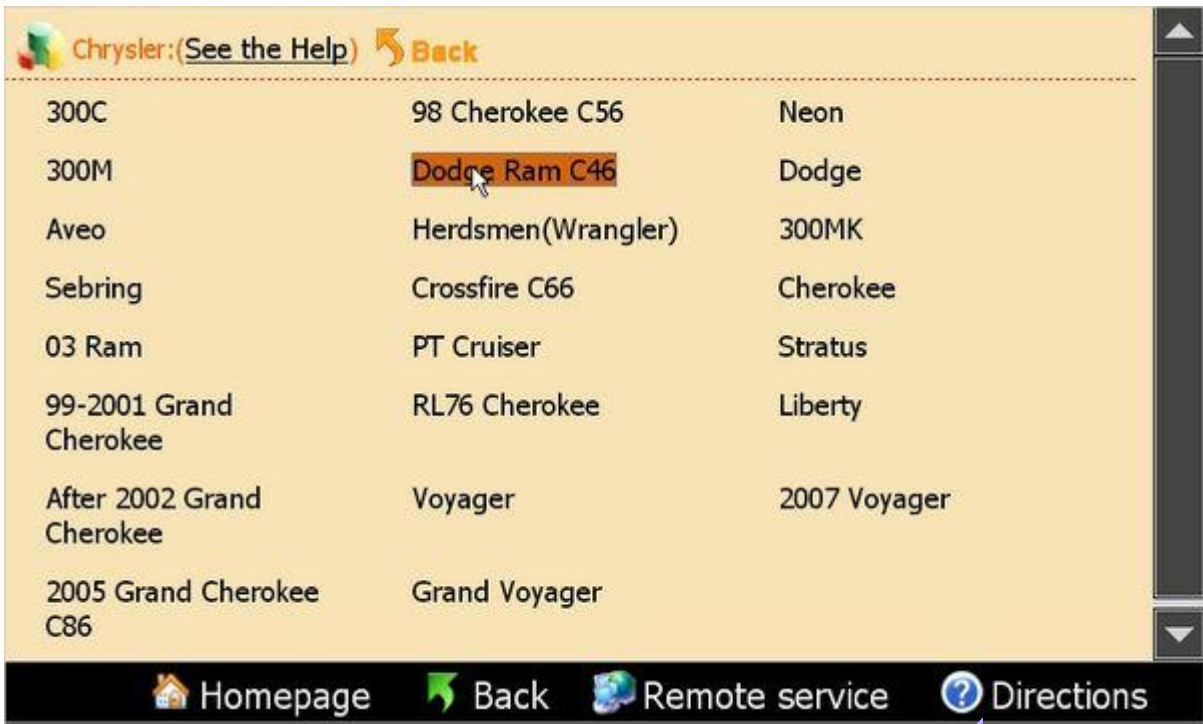 Chrysler:(See the Help) Back
300C 98 Cherokee C56 Neon
300M Dodge Ram C46 Dodge
Aveo Herdsmen(Wrangler) 300MK
Sebring Crossfire C66 Cherokee
03 Ram PT Cruiser Stratus
99-2001 Grand RL76 Cherokee Liberty
Cherokee
After 2002 Grand Voyager 2007 Voyager
Cherokee
2005 Grand Cherokee Grand Voyager
C86
Homepage Back Remote service Directions